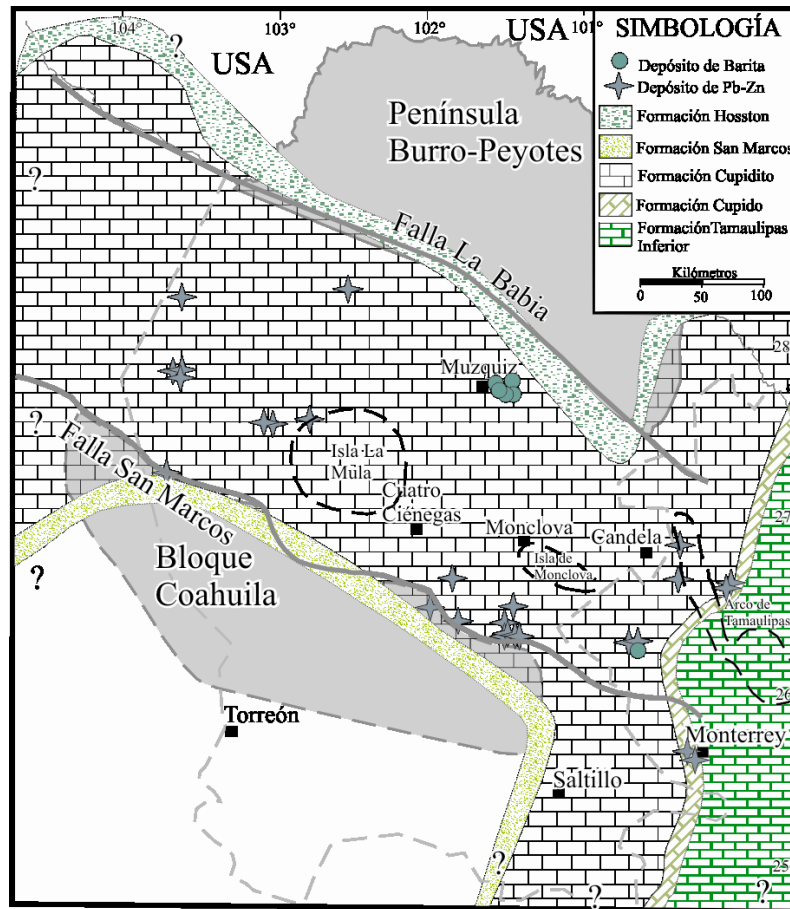 104°
103°
102°
101°
?
USA
USA
SIMBOLOGÍA
Depósito de Barita
Depósito de Pb-Zn
Formación Hosston
Formación San Marcos
Formación Cupidito
Formación Cupido
FormaciónTamaulipas
Inferior
Kilómetros
0
50
100
Península
Burro-Peyotes
?
Falla La Babia
28
Muzquiz
?
Falla San Marcos
Isla La
Mula
Cuatro
Ciénegas
Monclova
Candela
27
Isla de
Monclova
Bloque
Coahuila
?
?
Arco de
Tamaulipas
26
Torreón
Monterrey
Saltillo
25
?
?
?